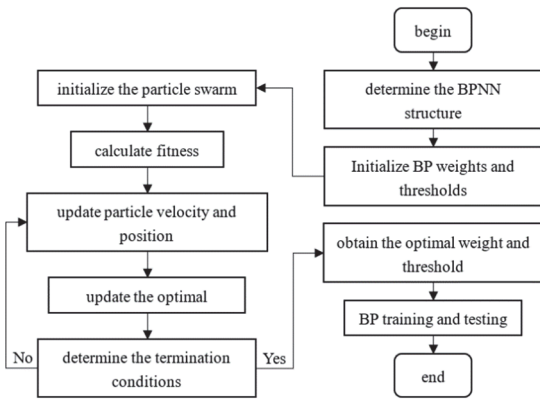 begin
determine the BPNN
structure
Initialize BP weights and
thresholds
initialize the particle swarm
calculate fitness
update particle velocity and
position
update the optimal
determine the termination
conditions
No
Yes
obtain the optimal weight and
threshold
BP training and testing
end